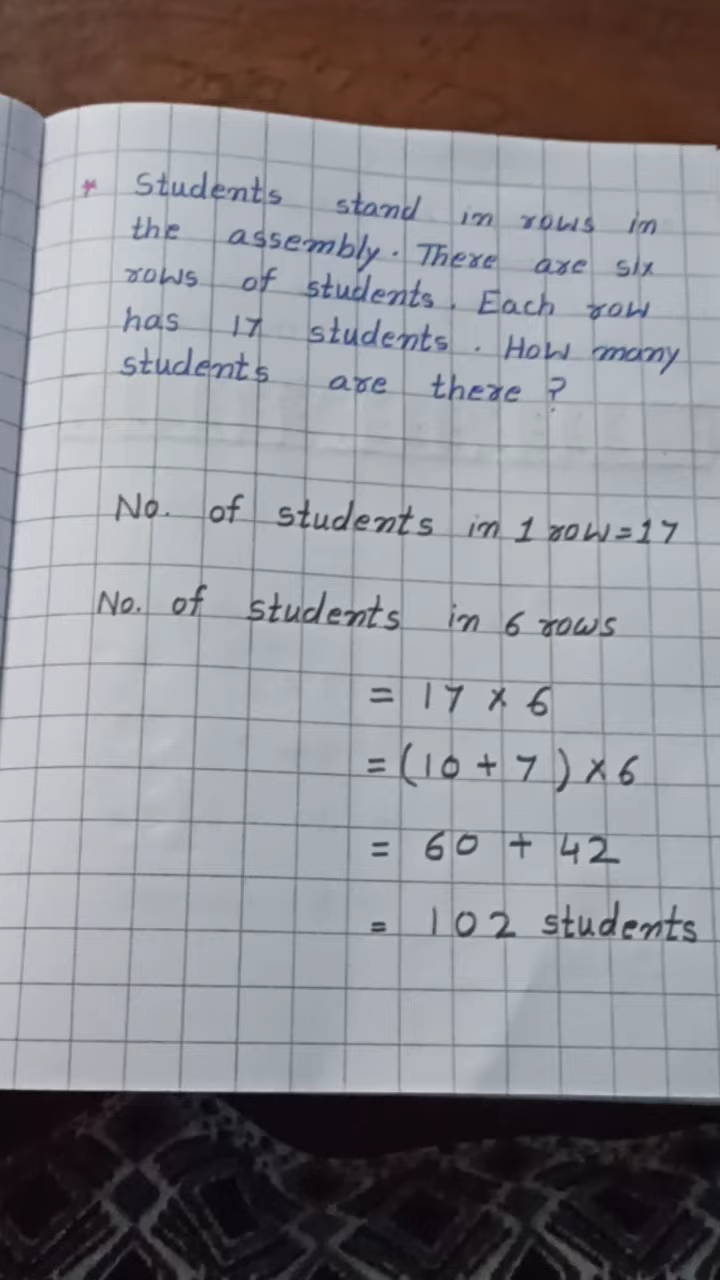 * Students stand in rows in
the assembly. There are six
rows of students. Each row
has 17 students. How many
students are there?
No. of students in 1 row=17
No. of students in 6 rows
= 17 × 6
= (10 + 7) × 6
= 60 + 42
= 102 students